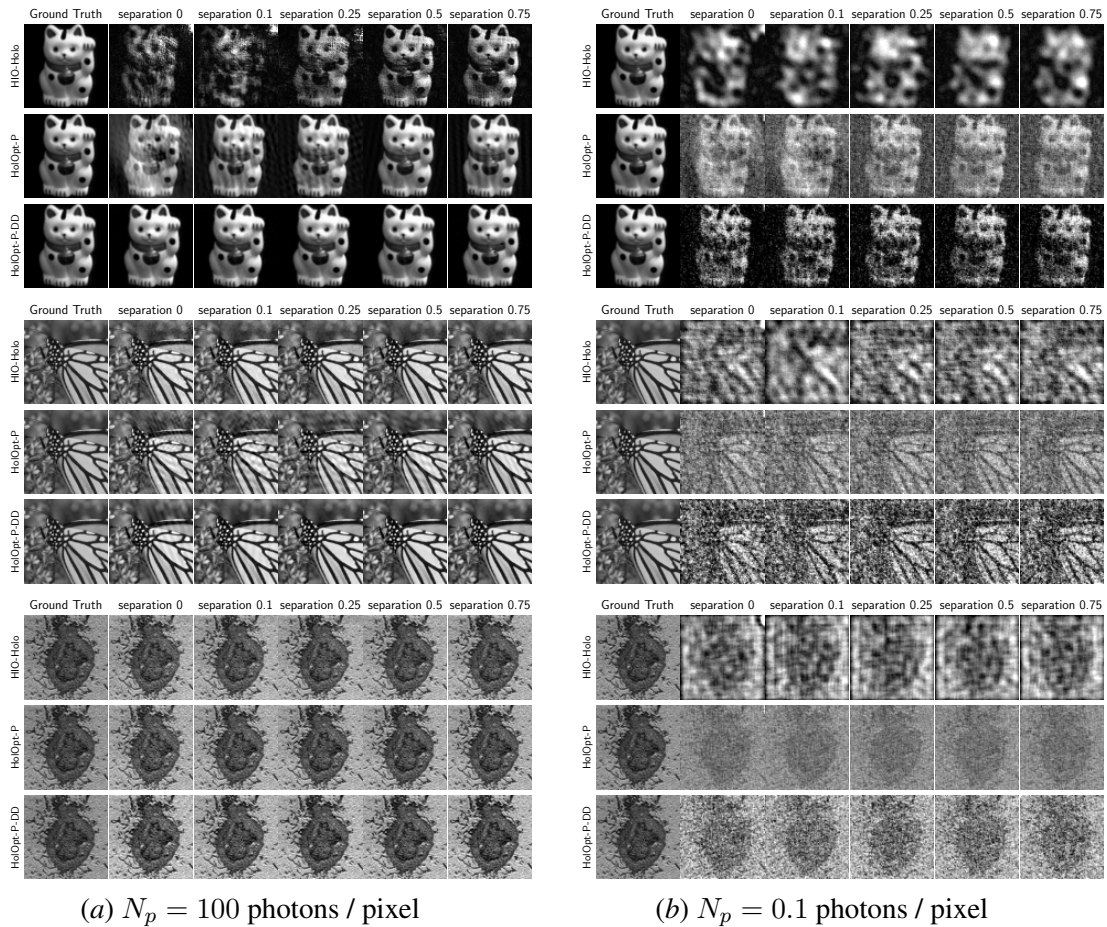 Ground Truth separation 0 separation 0.1 separation 0.25 separation 0.5 separation 0.75
HIO-Holo
HolOpt-P
HolOpt-P-DD
Ground Truth separation 0 separation 0.1 separation 0.25 separation 0.5 separation 0.75
HIO-Holo
HolOpt-P
HolOpt-P-DD
Ground Truth separation 0 separation 0.1 separation 0.25 separation 0.5 separation 0.75
HIO-Holo
HolOpt-P
HolOpt-P-DD
(a) N_p = 100 photons / pixel
Ground Truth separation 0 separation 0.1 separation 0.25 separation 0.5 separation 0.75
HIO-Holo
HolOpt-P
HolOpt-P-DD
Ground Truth separation 0 separation 0.1 separation 0.25 separation 0.5 separation 0.75
HIO-Holo
HolOpt-P
HolOpt-P-DD
Ground Truth separation 0 separation 0.1 separation 0.25 separation 0.5 separation 0.75
HIO-Holo
HolOpt-P
HolOpt-P-DD
(b) N_p = 0.1 photons / pixel